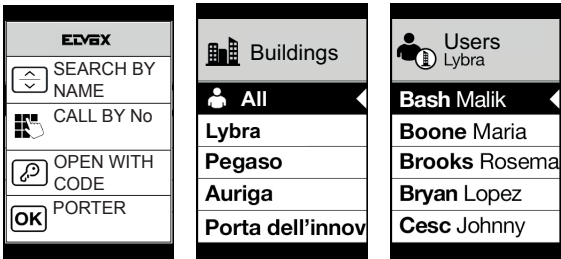 ELVOX
SEARCH BY
NAME
CALL BY No
OPEN WITH
CODE
OK PORTER
Buildings
All
Lybra
Pegaso
Auriga
Porta dell'innov
Users
Lybra
Bash Malik
Boone Maria
Brooks Rosema
Bryan Lopez
Cesc Johnny